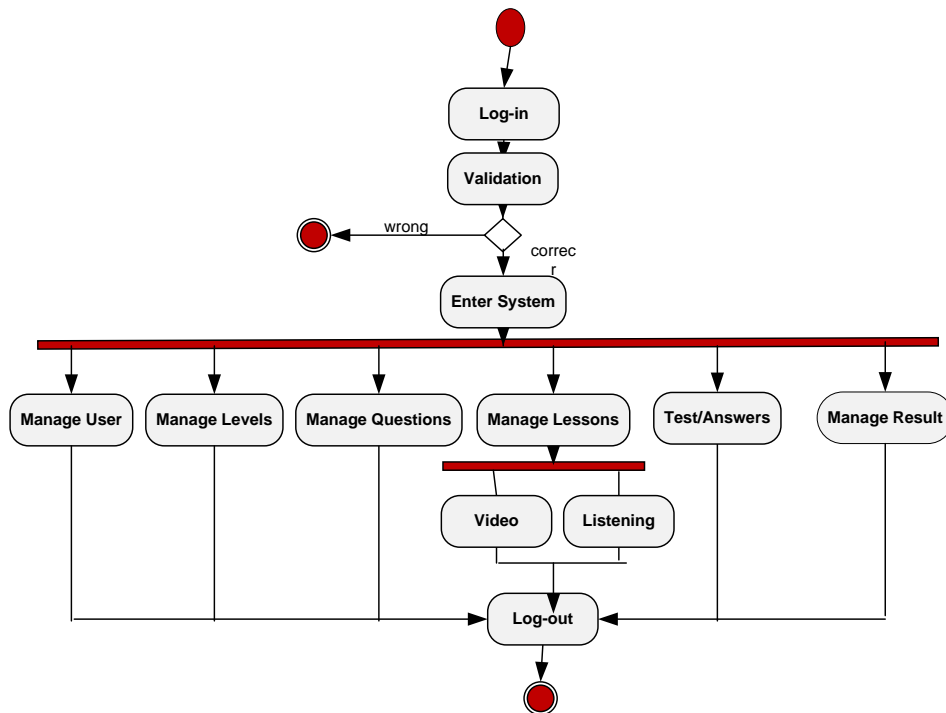 Log-in
Validation
wrong
correc
r
Enter System
Manage User
Manage Levels
Manage Questions
Manage Lessons
Test/Answers
Manage Result
Video
Listening
Log-out